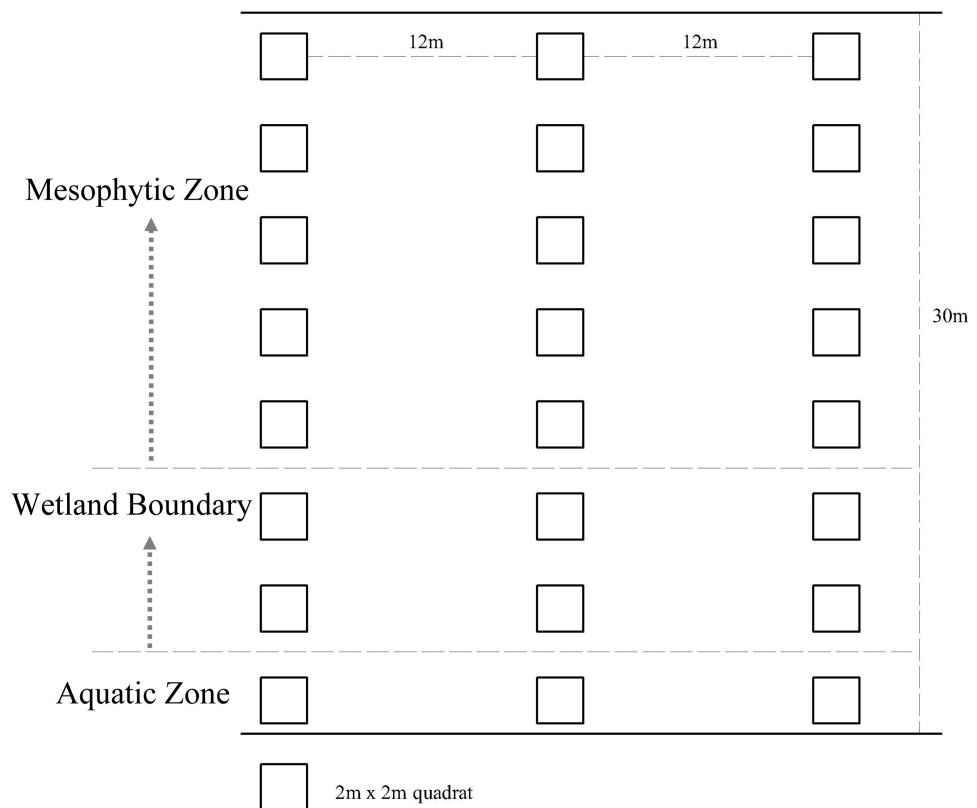 12m
12m
Mesophytic Zone
30m
Wetland Boundary
Aquatic Zone
2m x 2m quadrat